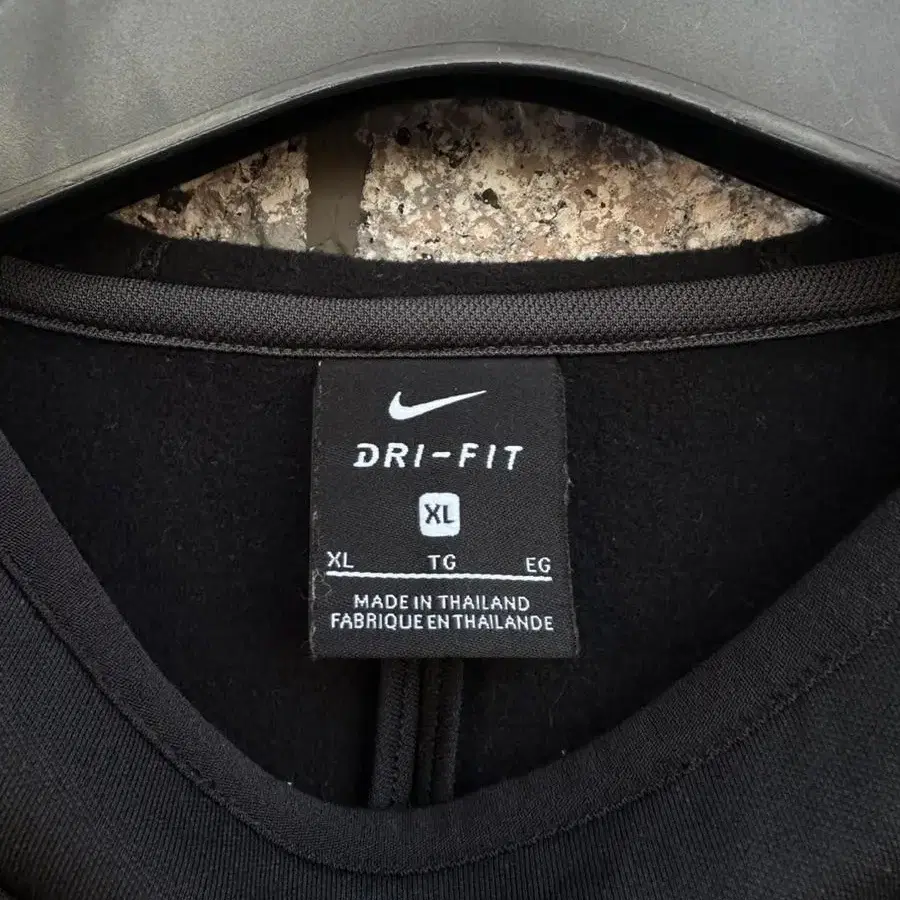 DRI-FIT
XL
XL TG EG
MADE IN THAILAND
FABRIQUE EN THAILANDE